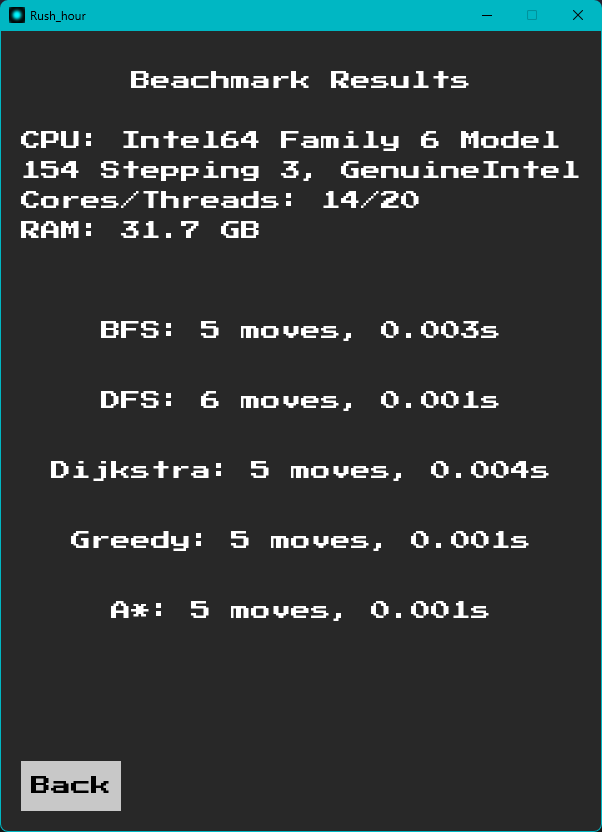 Rush_hour
Beachmark Results
CPU: Intel64 Family 6 Model
154 Stepping 3, GenuineIntel
Cores/Threads: 14/20
RAM: 31.7 GB
BFS: 5 moves, 0.003s
DFS: 6 moves, 0.001s
Dijkstra: 5 moves, 0.004s
Greedy: 5 moves, 0.001s
A*: 5 moves, 0.001s
Back